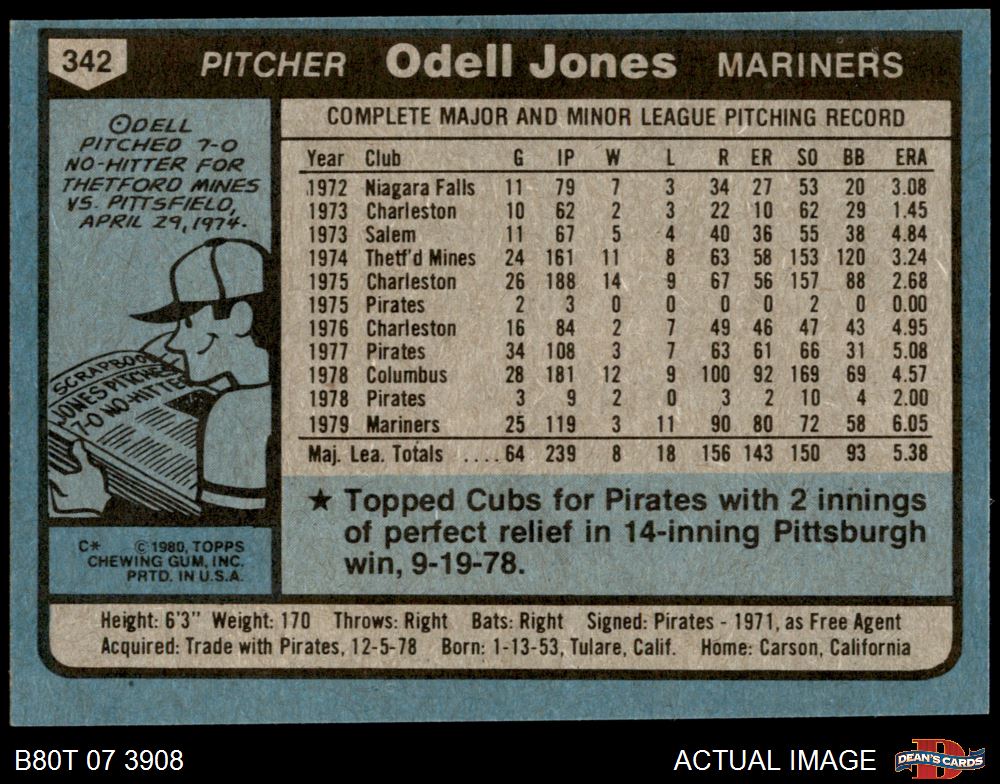 342 PITCHER Odell Jones MARINERS
ODELL
PITCHED 7-0
NO-HITTER FOR
THETFORD MINES
VS. PITTSFIELD,
APRIL 29, 1974.
SCRAPBOO
JONES PITCHE
7-0 NO-HITTE
C* © 1980, TOPPS
CHEWING GUM, INC.
PRTD. IN U.S.A.
COMPLETE MAJOR AND MINOR LEAGUE PITCHING RECORD
Year Club G IP W L R ER SO BB ERA
1972 Niagara Falls 11 79 7 3 34 27 53 20 3.08
1973 Charleston 10 62 2 3 22 10 62 29 1.45
1973 Salem 11 67 5 4 40 36 55 38 4.84
1974 Thetf'd Mines 24 161 11 8 63 58 153 120 3.24
1975 Charleston 26 188 14 9 67 56 157 88 2.68
1975 Pirates 2 3 0 0 0 0 2 0 0.00
1976 Charleston 16 84 2 7 49 46 47 43 4.95
1977 Pirates 34 108 3 7 63 61 66 31 5.08
1978 Columbus 28 181 12 9 100 92 169 69 4.57
1978 Pirates 3 9 2 0 3 2 10 4 2.00
1979 Mariners 25 119 3 11 90 80 72 58 6.05
Maj. Lea. Totals ....64 239 8 18 156 143 150 93 5.38
★ Topped Cubs for Pirates with 2 innings
of perfect relief in 14-inning Pittsburgh
win, 9-19-78.
Height: 6'3" Weight: 170 Throws: Right Bats: Right Signed: Pirates - 1971, as Free Agent
Acquired: Trade with Pirates, 12-5-78 Born: 1-13-53, Tulare, Calif. Home: Carson, California
B80T 07 3908 ACTUAL IMAGE D DEAN'S CARDS